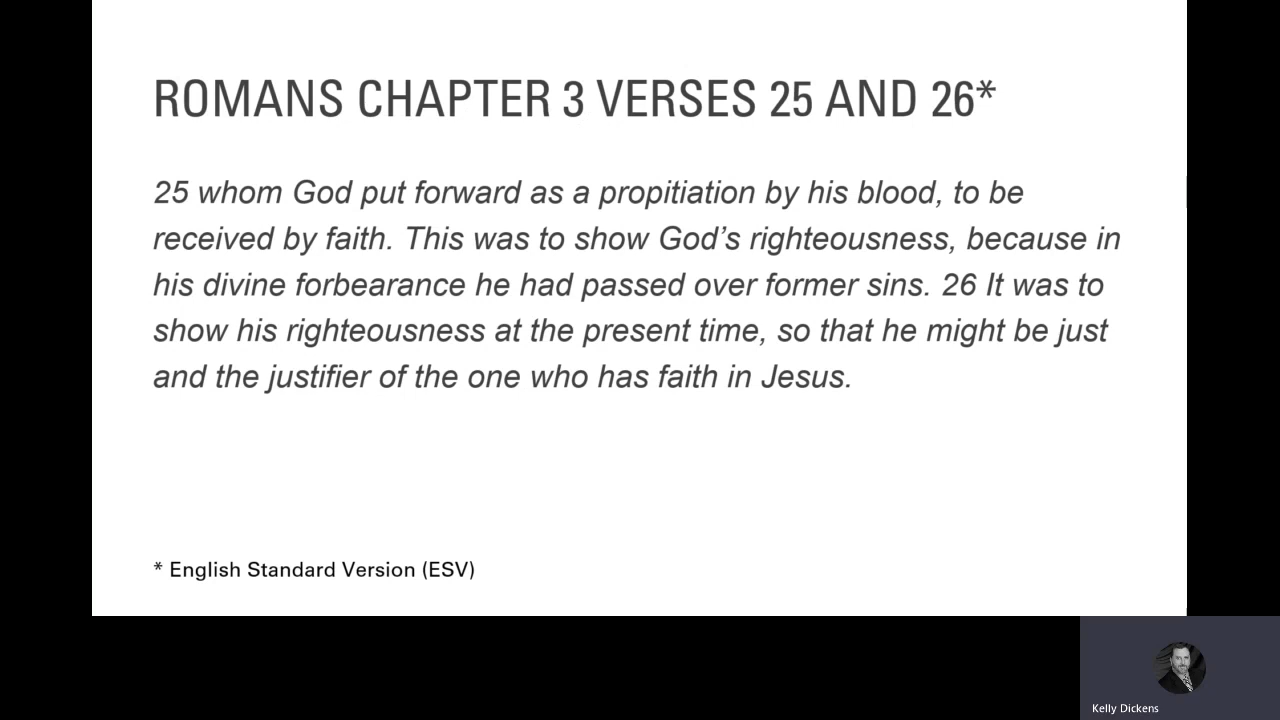 ROMANS CHAPTER 3 VERSES 25 AND 26*
25 whom God put forward as a propitiation by his blood, to be
received by faith. This was to show God’s righteousness, because in
his divine forbearance he had passed over former sins. 26 It was to
show his righteousness at the present time, so that he might be just
and the justifier of the one who has faith in Jesus.
* English Standard Version (ESV)
Kelly Dickens